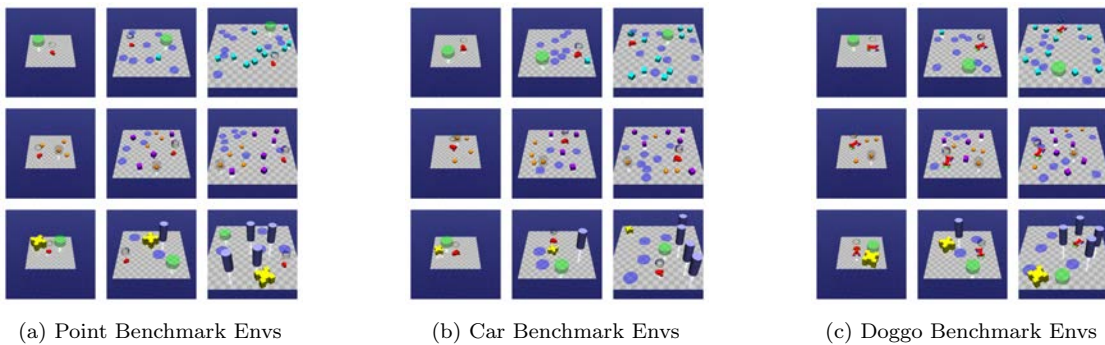 (a) Point Benchmark Envs
(b) Car Benchmark Envs
(c) Doggo Benchmark Envs